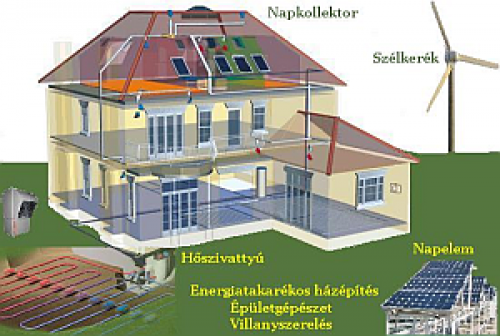 Napkollektor
Szélkerék
Hőszivattyú
Napelem
Energiatakarékos házépítés
Épületgépészet
Villanyszerelés